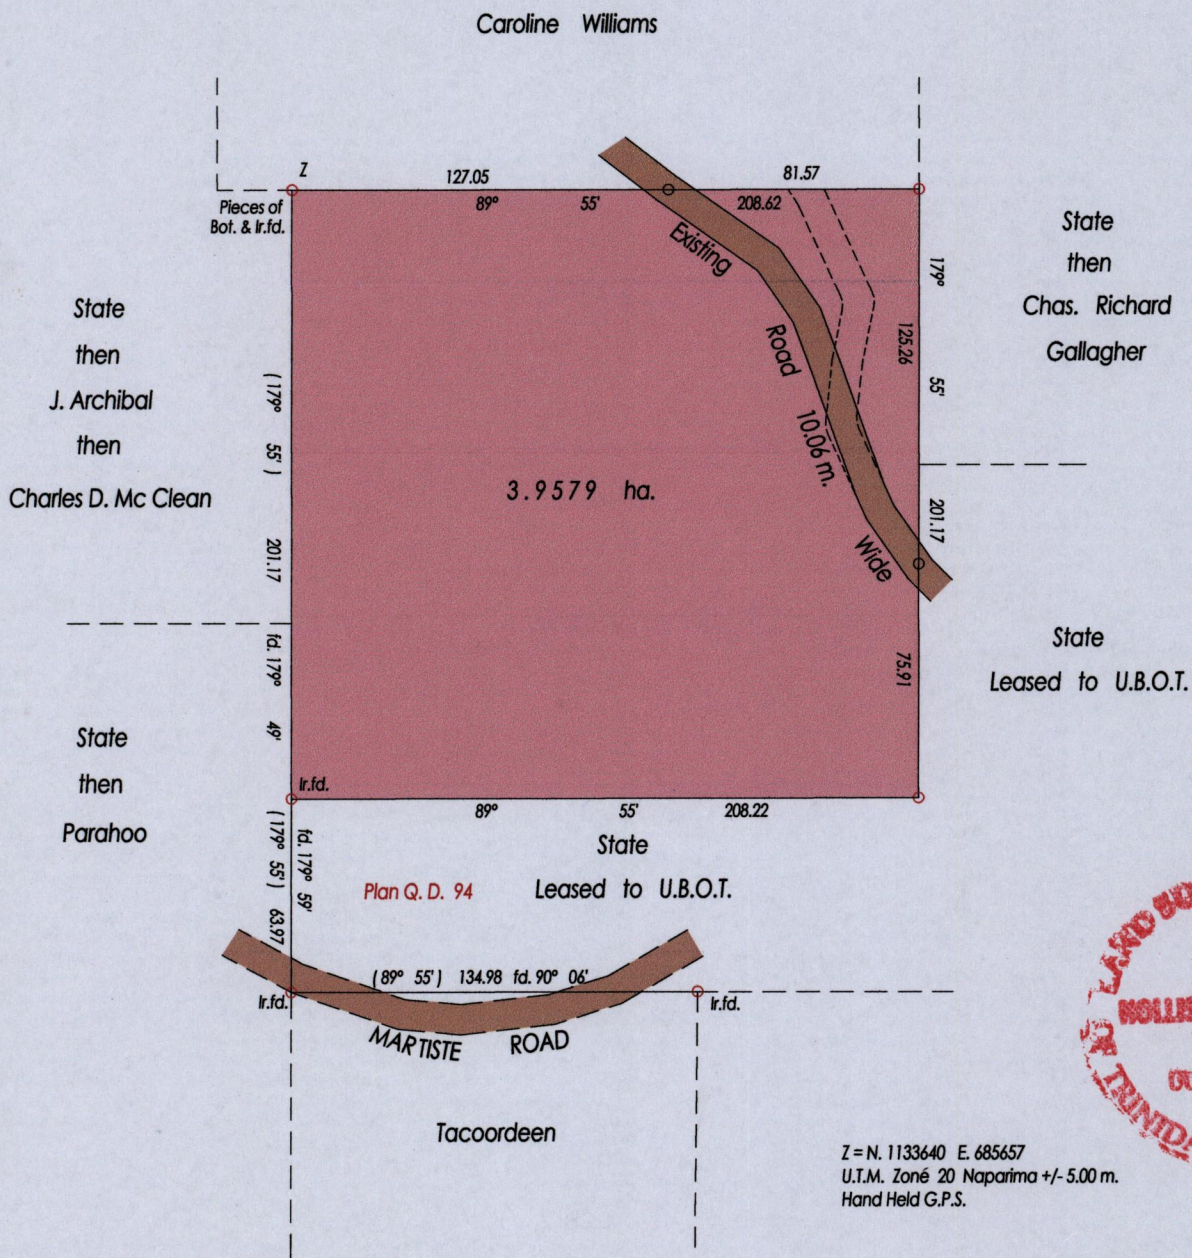 Caroline Williams
Z
127.05
81.57
89° 55' 208.62
Pieces of
Bot. & Ir.fd.
Existing
Road
10.06 m.
Wide
State
then
Chas. Richard
Gallagher
179°
125.26
55'
201.17
75.91
State
then
J. Archibal
then
Charles D. Mc Clean
(179° 55') 201.17 fd. 179° 49'
3.9579 ha.
State
Leased to U.B.O.T.
State
then
Parahoo
Ir.fd.
89° 55' 208.22
State
Leased to U.B.O.T.
Plan Q. D. 94
(179° 55') 63.97
fd. 179° 59'
(89° 55') 134.98 fd. 90° 06'
Ir.fd.
Ir.fd.
MARTISTE ROAD
Tacoordeen
Z = N. 1133640 E. 685657
U.T.M. Zoné 20 Naparima +/- 5.00 m.
Hand Held G.P.S.
LAND
OF